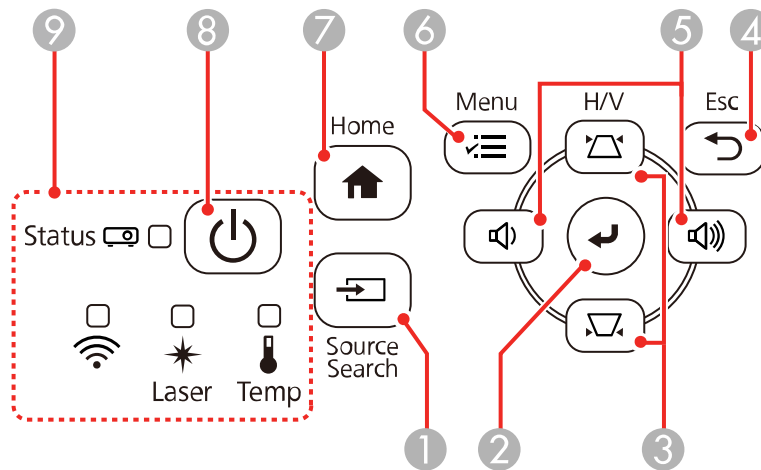 9 8 7 6 5 4
Menu H/V Esc
Home
Status
Source
Search
Laser Temp
1 2 3